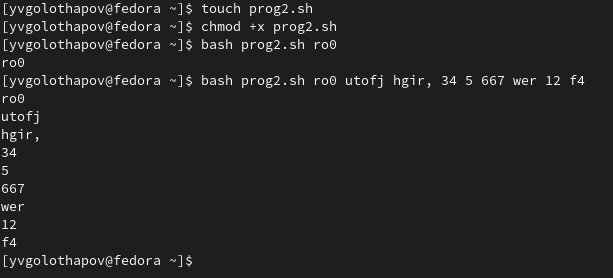 [yvgolothapov@fedora ~]$ touch prog2.sh
[yvgolothapov@fedora ~]$ chmod +x prog2.sh
[yvgolothapov@fedora ~]$ bash prog2.sh ro0
ro0
[yvgolothapov@fedora ~]$ bash prog2.sh ro0 utofj hgir, 34 5 667 wer 12 f4
ro0
utofj
hgir,
34
5
667
wer
12
f4
[yvgolothapov@fedora ~]$